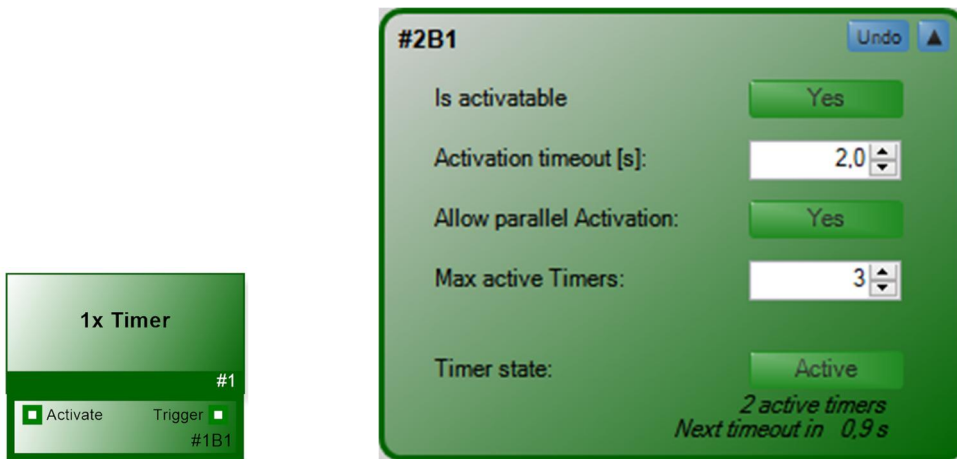 1x Timer
#1
Activate Trigger
#1B1
#2B1 Undo
Is activatable Yes
Activation timeout [s]: 2,0
Allow parallel Activation: Yes
Max active Timers: 3
Timer state: Active
2 active timers
Next timeout in 0,9 s